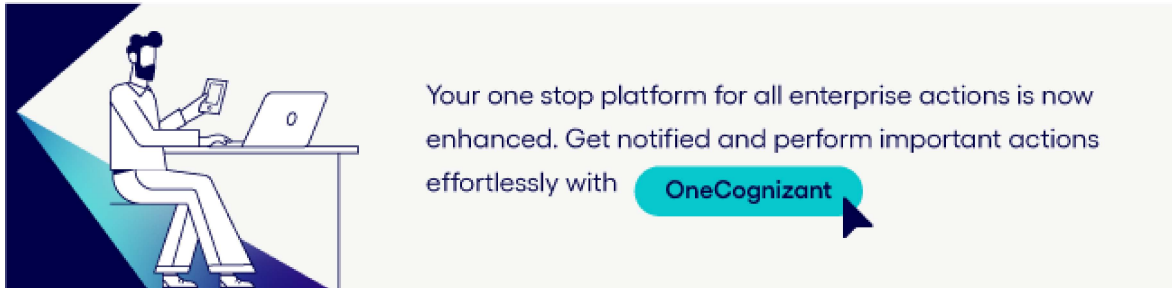 Your one stop platform for all enterprise actions is now
enhanced. Get notified and perform important actions
effortlessly with OneCognizant